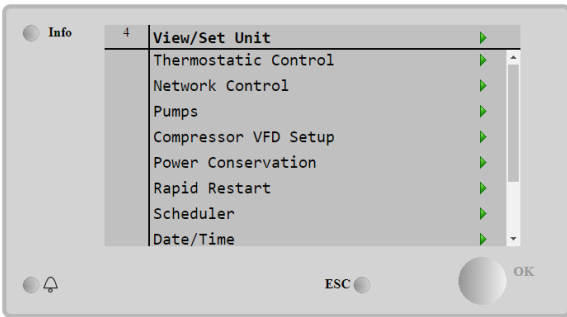 Info
4 View/Set Unit
Thermostatic Control
Network Control
Pumps
Compressor VFD Setup
Power Conservation
Rapid Restart
Scheduler
Date/Time
ESC
OK